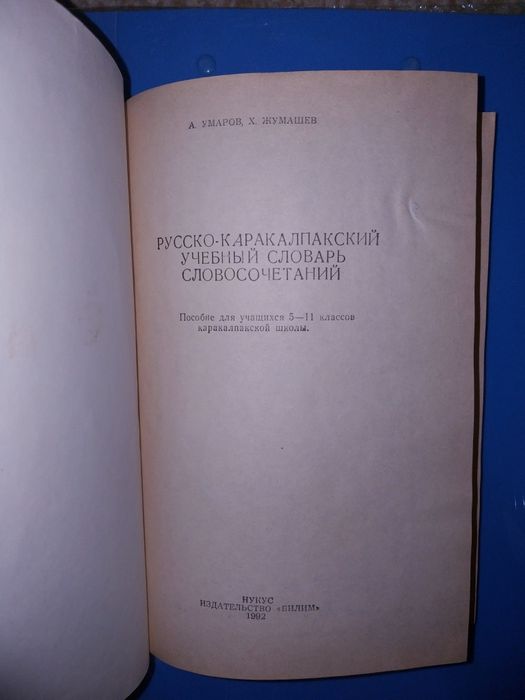 А. УМАРОВ, Х. ЖУМАШЕВ
РУССКО-КАРАКАЛПАКСКИЙ
УЧЕБНЫЙ СЛОВАРЬ
СЛОВОСОЧЕТАНИЙ
Пособие для учащихся 5—11 классов
каракалпакской школы.
НУКУС
ИЗДАТЕЛЬСТВО «БИЛИМ»
1992